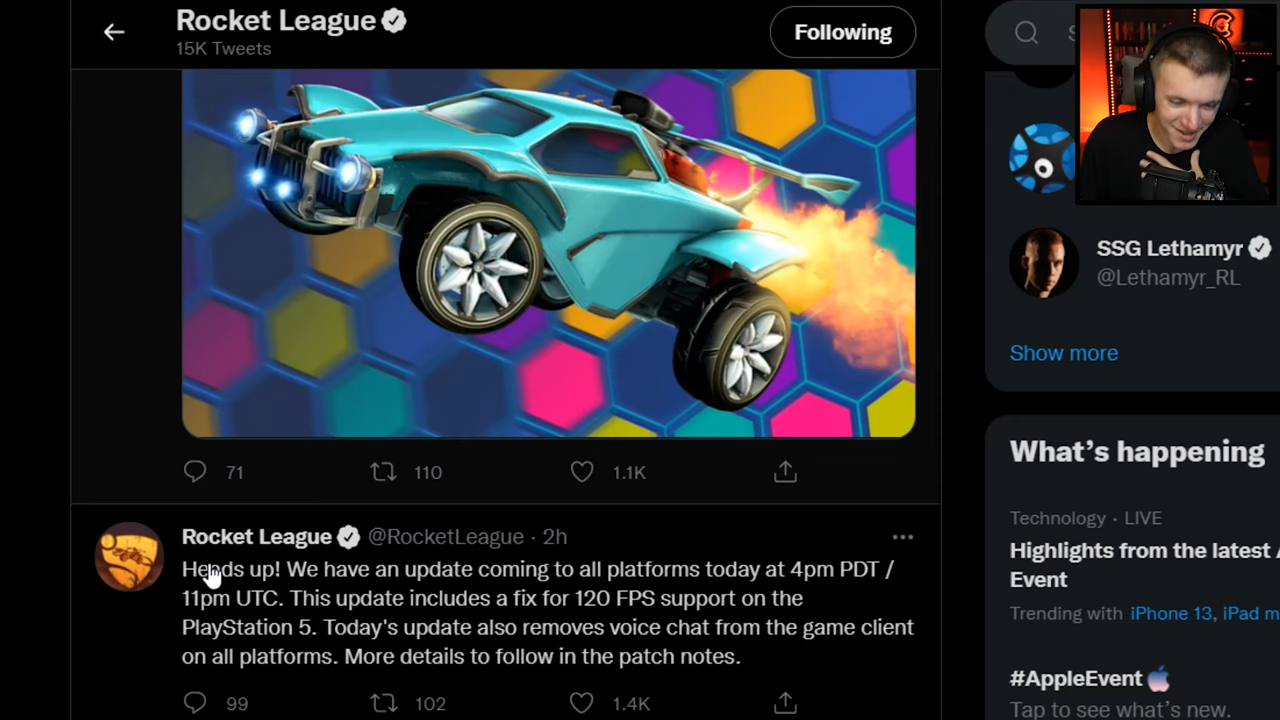 Rocket League
15K Tweets
Following
71
110
1.1K
Rocket League @RocketLeague · 2h
Heads up! We have an update coming to all platforms today at 4pm PDT /
11pm UTC. This update includes a fix for 120 FPS support on the
PlayStation 5. Today's update also removes voice chat from the game client
on all platforms. More details to follow in the patch notes.
99
102
1.4K
SSG Lethamyr
@Lethamyr_RL
Show more
What's happening
Technology · LIVE
Highlights from the latest
Event
Trending with iPhone 13, iPad
#AppleEvent
Tap to see what's new.